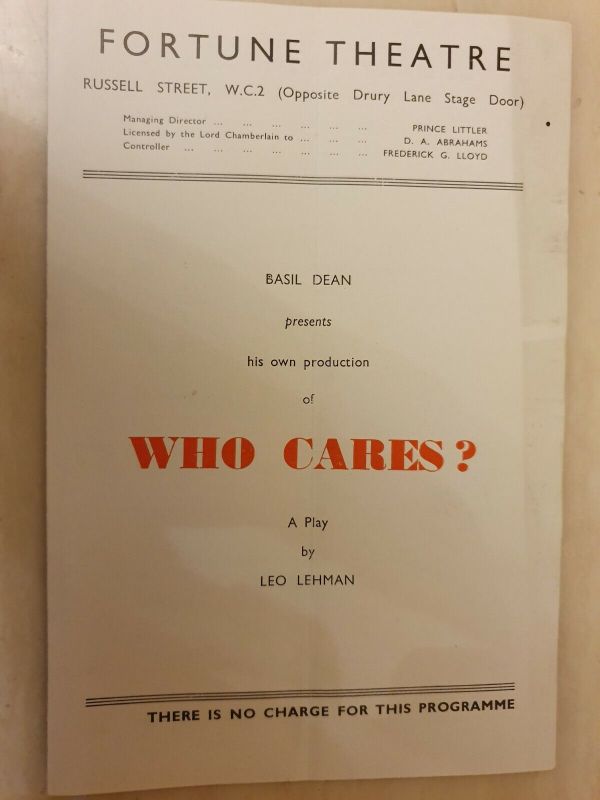 FORTUNE THEATRE
RUSSELL STREET, W.C.2 (Opposite Drury Lane Stage Door)
Managing Director ... ... ... ... ... ... PRINCE LITTLER
Licensed by the Lord Chamberlain to ... ... ... D. A. ABRAHAMS
Controller ... ... ... ... ... ... ... FREDERICK G. LLOYD
BASIL DEAN
presents
his own production
of
WHO CARES?
A Play
by
LEO LEHMAN
THERE IS NO CHARGE FOR THIS PROGRAMME